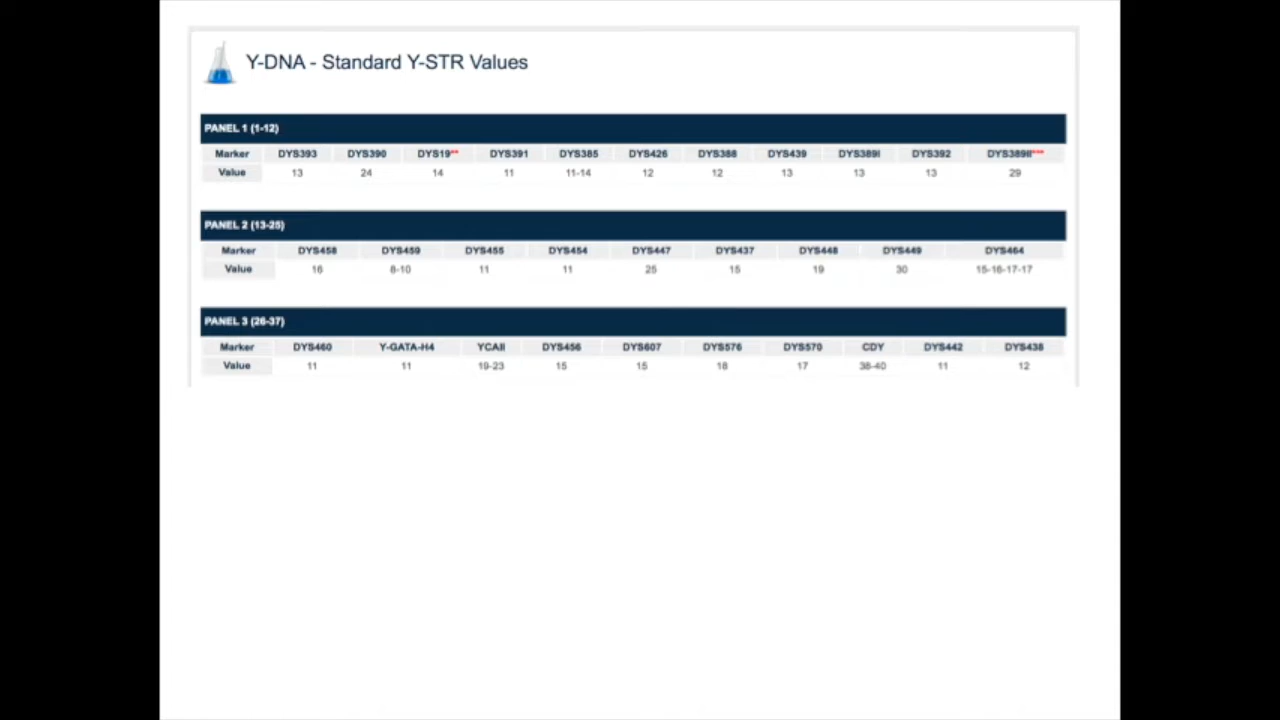 Y-DNA - Standard Y-STR Values
PANEL 1 (1-12)
Marker DYS393 DYS390 DYS19** DYS391 DYS385 DYS426 DYS388 DYS439 DYS389I DYS392 DYS389II***
Value 13 24 14 11 11-14 12 12 13 13 13 29
PANEL 2 (13-25)
Marker DYS458 DYS459 DYS455 DYS454 DYS447 DYS437 DYS448 DYS449 DYS464
Value 16 8-10 11 11 25 15 19 30 15-16-17-17
PANEL 3 (26-37)
Marker DYS460 Y-GATA-H4 YCAII DYS456 DYS607 DYS576 DYS570 CDY DYS442 DYS438
Value 11 11 19-23 15 15 18 17 38-40 11 12